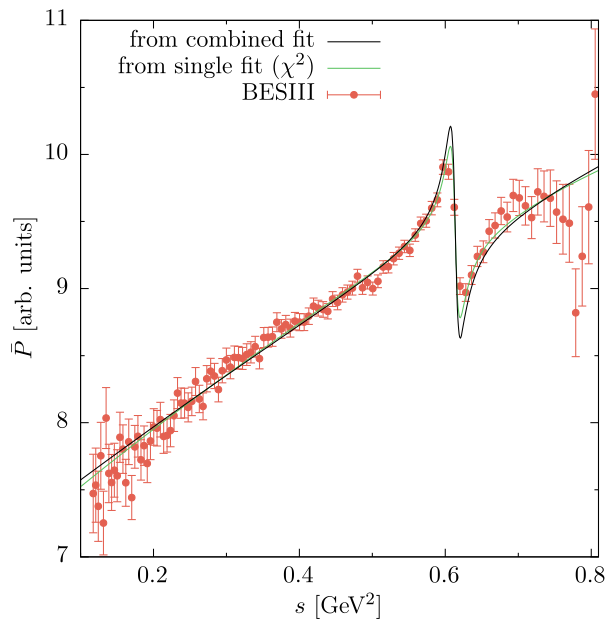 11
from combined fit
from single fit (χ²)
BESIII
10
9
8
7
P̄ [arb. units]
0.2 0.4 0.6 0.8
s [GeV²]